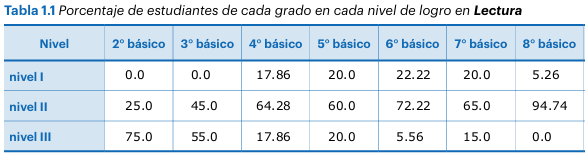 Tabla 1.1 Porcentaje de estudiantes de cada grado en cada nivel de logro en Lectura
Nivel 2° básico 3° básico 4° básico 5° básico 6° básico 7° básico 8° básico
nivel I 0.0 0.0 17.86 20.0 22.22 20.0 5.26
nivel II 25.0 45.0 64.28 60.0 72.22 65.0 94.74
nivel III 75.0 55.0 17.86 20.0 5.56 15.0 0.0